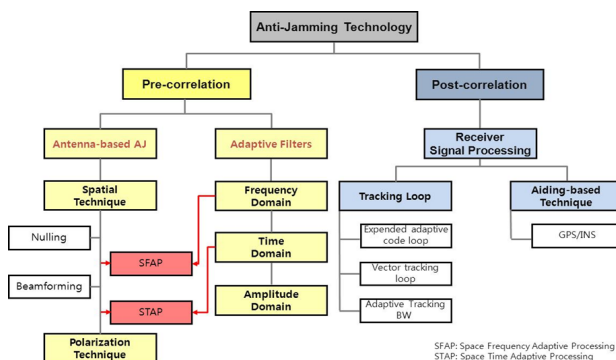 Anti-Jamming Technology
Pre-correlation
Post-correlation
Antenna-based AJ
Adaptive Filters
Receiver
Signal Processing
Spatial
Technique
Frequency
Domain
Tracking Loop
Aiding-based
Technique
Nulling
Expended adaptive
code loop
GPS/INS
SFAP
Time
Domain
Vector tracking
loop
Beamforming
STAP
Amplitude Domain
Adaptive Tracking
BW
Polarization
Technique
SFAP: Space Frequency Adaptive Processing
STAP: Space Time Adaptive Processing